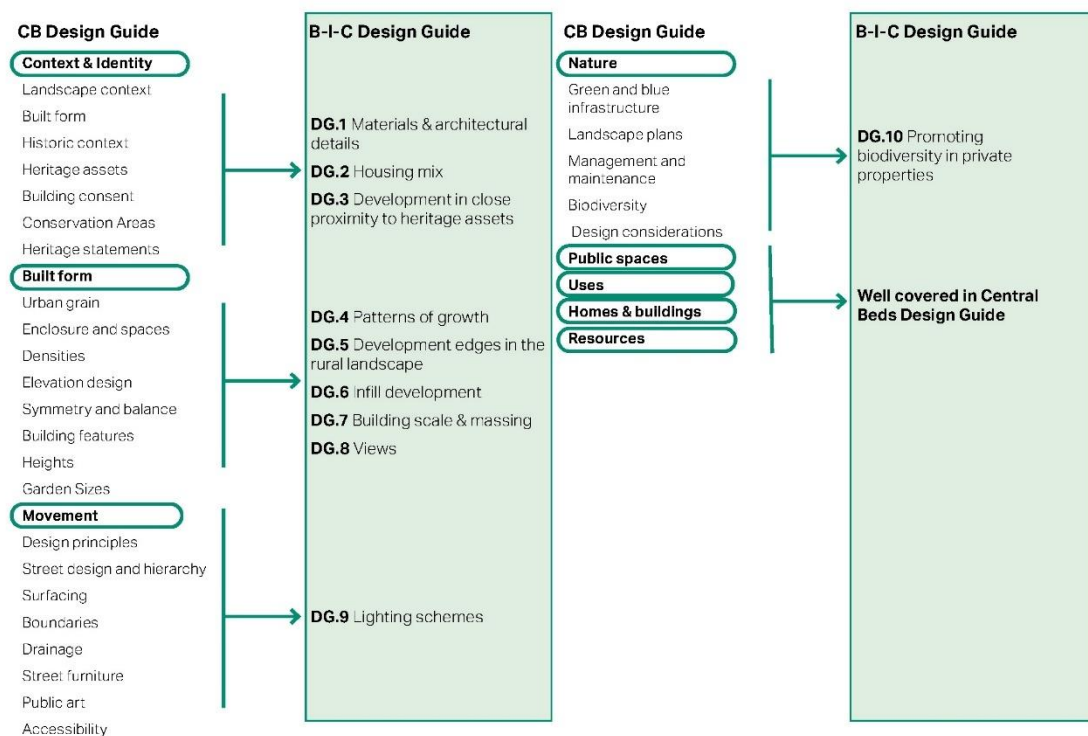 CB Design Guide
Context & Identity
Landscape context
Built form
Historic context
Heritage assets
Building consent
Conservation Areas
Heritage statements
Built form
Urban grain
Enclosure and spaces
Densities
Elevation design
Symmetry and balance
Building features
Heights
Garden Sizes
Movement
Design principles
Street design and hierarchy
Surfacing
Boundaries
Drainage
Street furniture
Public art
Accessibility
B-I-C Design Guide
DG.1 Materials & architectural
details
DG.2 Housing mix
DG.3 Development in close
proximity to heritage assets
DG.4 Patterns of growth
DG.5 Development edges in the
rural landscape
DG.6 Infill development
DG.7 Building scale & massing
DG.8 Views
DG.9 Lighting schemes
CB Design Guide
Nature
Green and blue
infrastructure
Landscape plans
Management and
maintenance
Biodiversity
Design considerations
Public spaces
Uses
Homes & buildings
Resources
B-I-C Design Guide
DG.10 Promoting
biodiversity in private
properties
Well covered in Central
Beds Design Guide